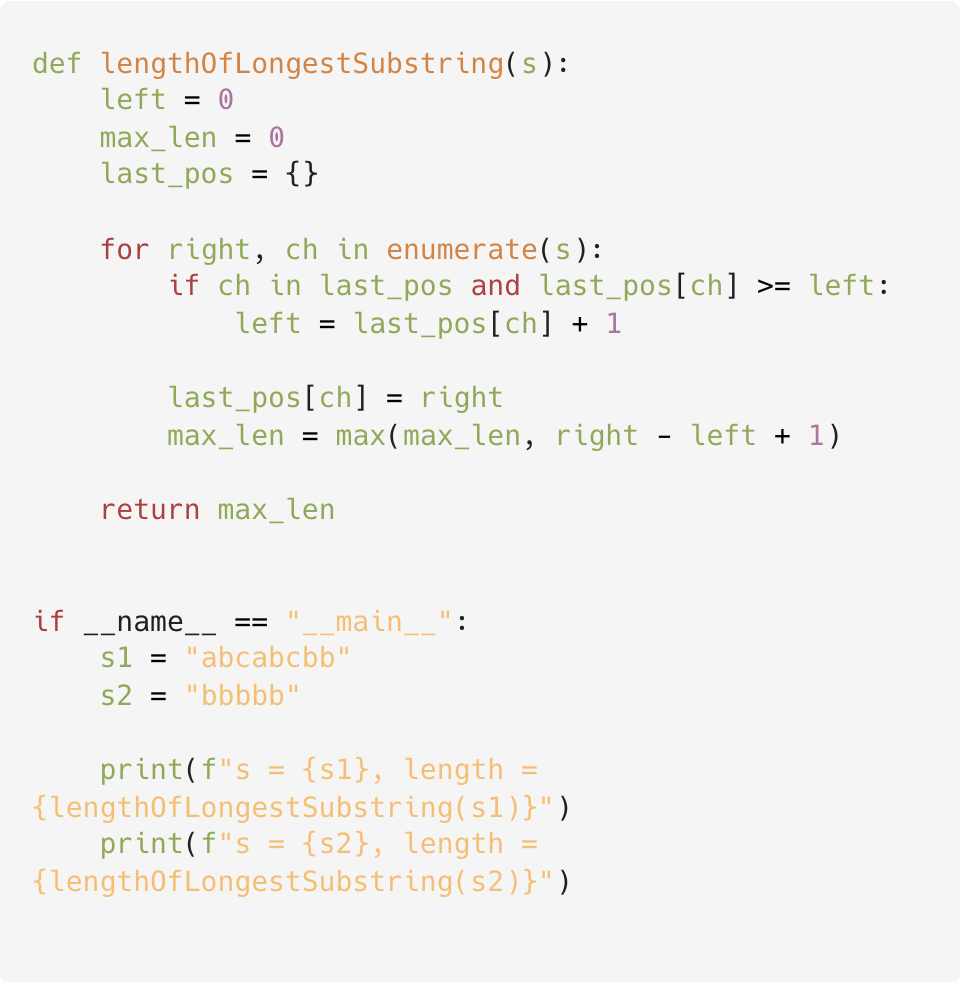 def lengthOfLongestSubstring(s):
    left = 0
    max_len = 0
    last_pos = {}

    for right, ch in enumerate(s):
        if ch in last_pos and last_pos[ch] >= left:
            left = last_pos[ch] + 1

        last_pos[ch] = right
        max_len = max(max_len, right - left + 1)

    return max_len


if __name__ == "__main__":
    s1 = "abcabcbb"
    s2 = "bbbbb"

    print(f"s = {s1}, length =
{lengthOfLongestSubstring(s1)}")
    print(f"s = {s2}, length =
{lengthOfLongestSubstring(s2)}")